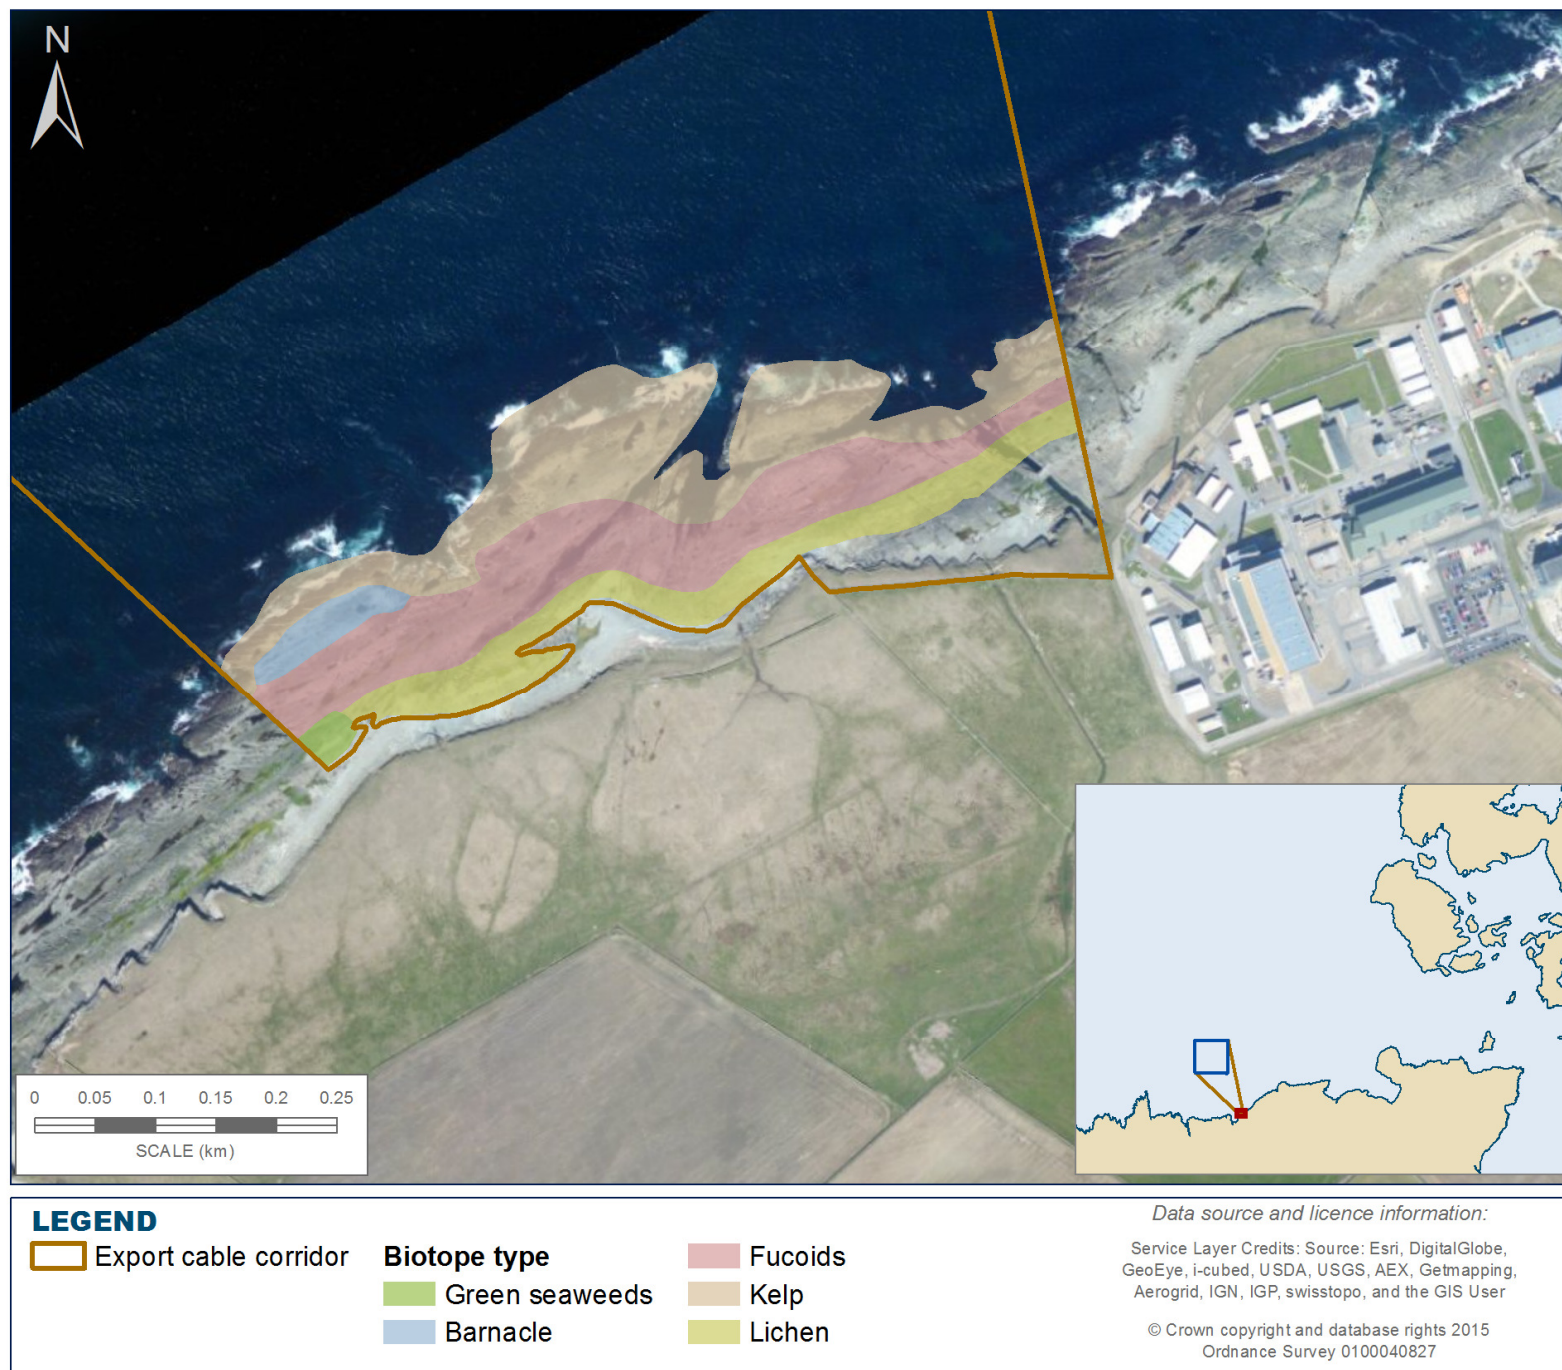 N
0 0.05 0.1 0.15 0.2 0.25
SCALE (km)
LEGEND
Export cable corridor
Biotope type
Green seaweeds
Barnacle
Fucoids
Kelp
Lichen
Data source and licence information:
Service Layer Credits: Source: Esri, DigitalGlobe,
GeoEye, i-cubed, USDA, USGS, AEX, Getmapping,
Aerogrid, IGN, IGP, swisstopo, and the GIS User
© Crown copyright and database rights 2015
Ordnance Survey 0100040827